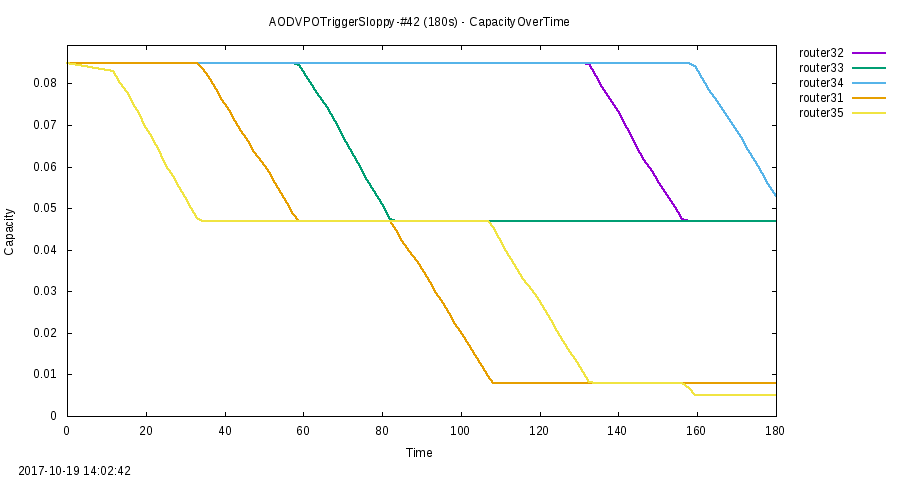 AODVPOTriggerSloppy-#42 (180s) - CapacityOverTime
router32
router33
router34
router31
router35
0.08
0.07
0.06
0.05
0.04
0.03
0.02
0.01
0
Capacity
0 20 40 60 80 100 120 140 160 180
Time
2017-10-19 14:02:42